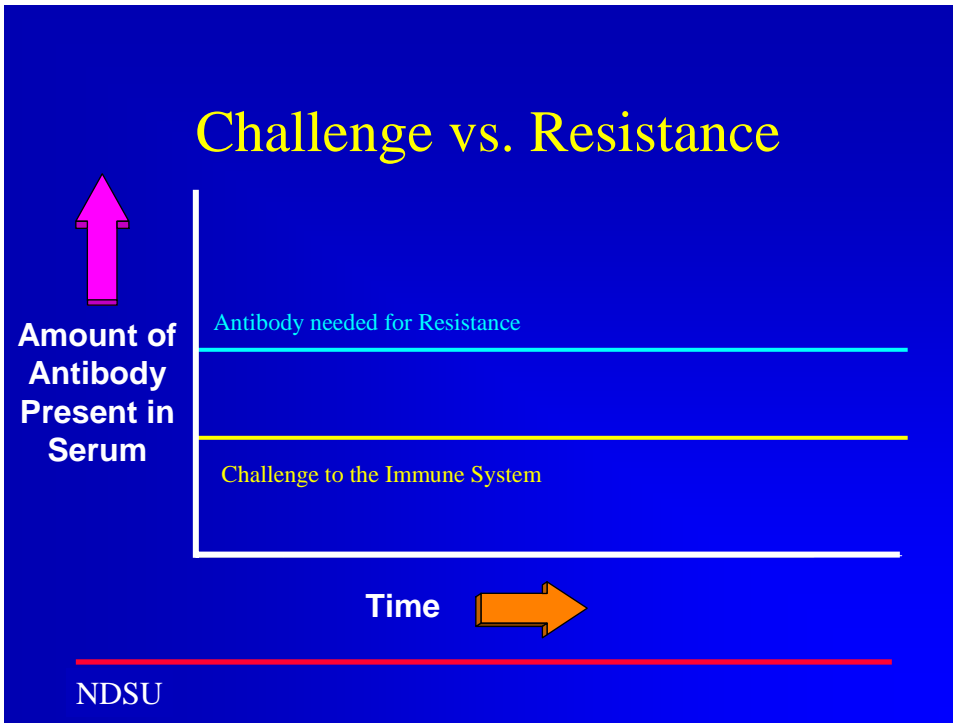 Challenge vs. Resistance
Amount of
Antibody
Present in
Serum
Antibody needed for Resistance
Challenge to the Immune System
Time
NDSU